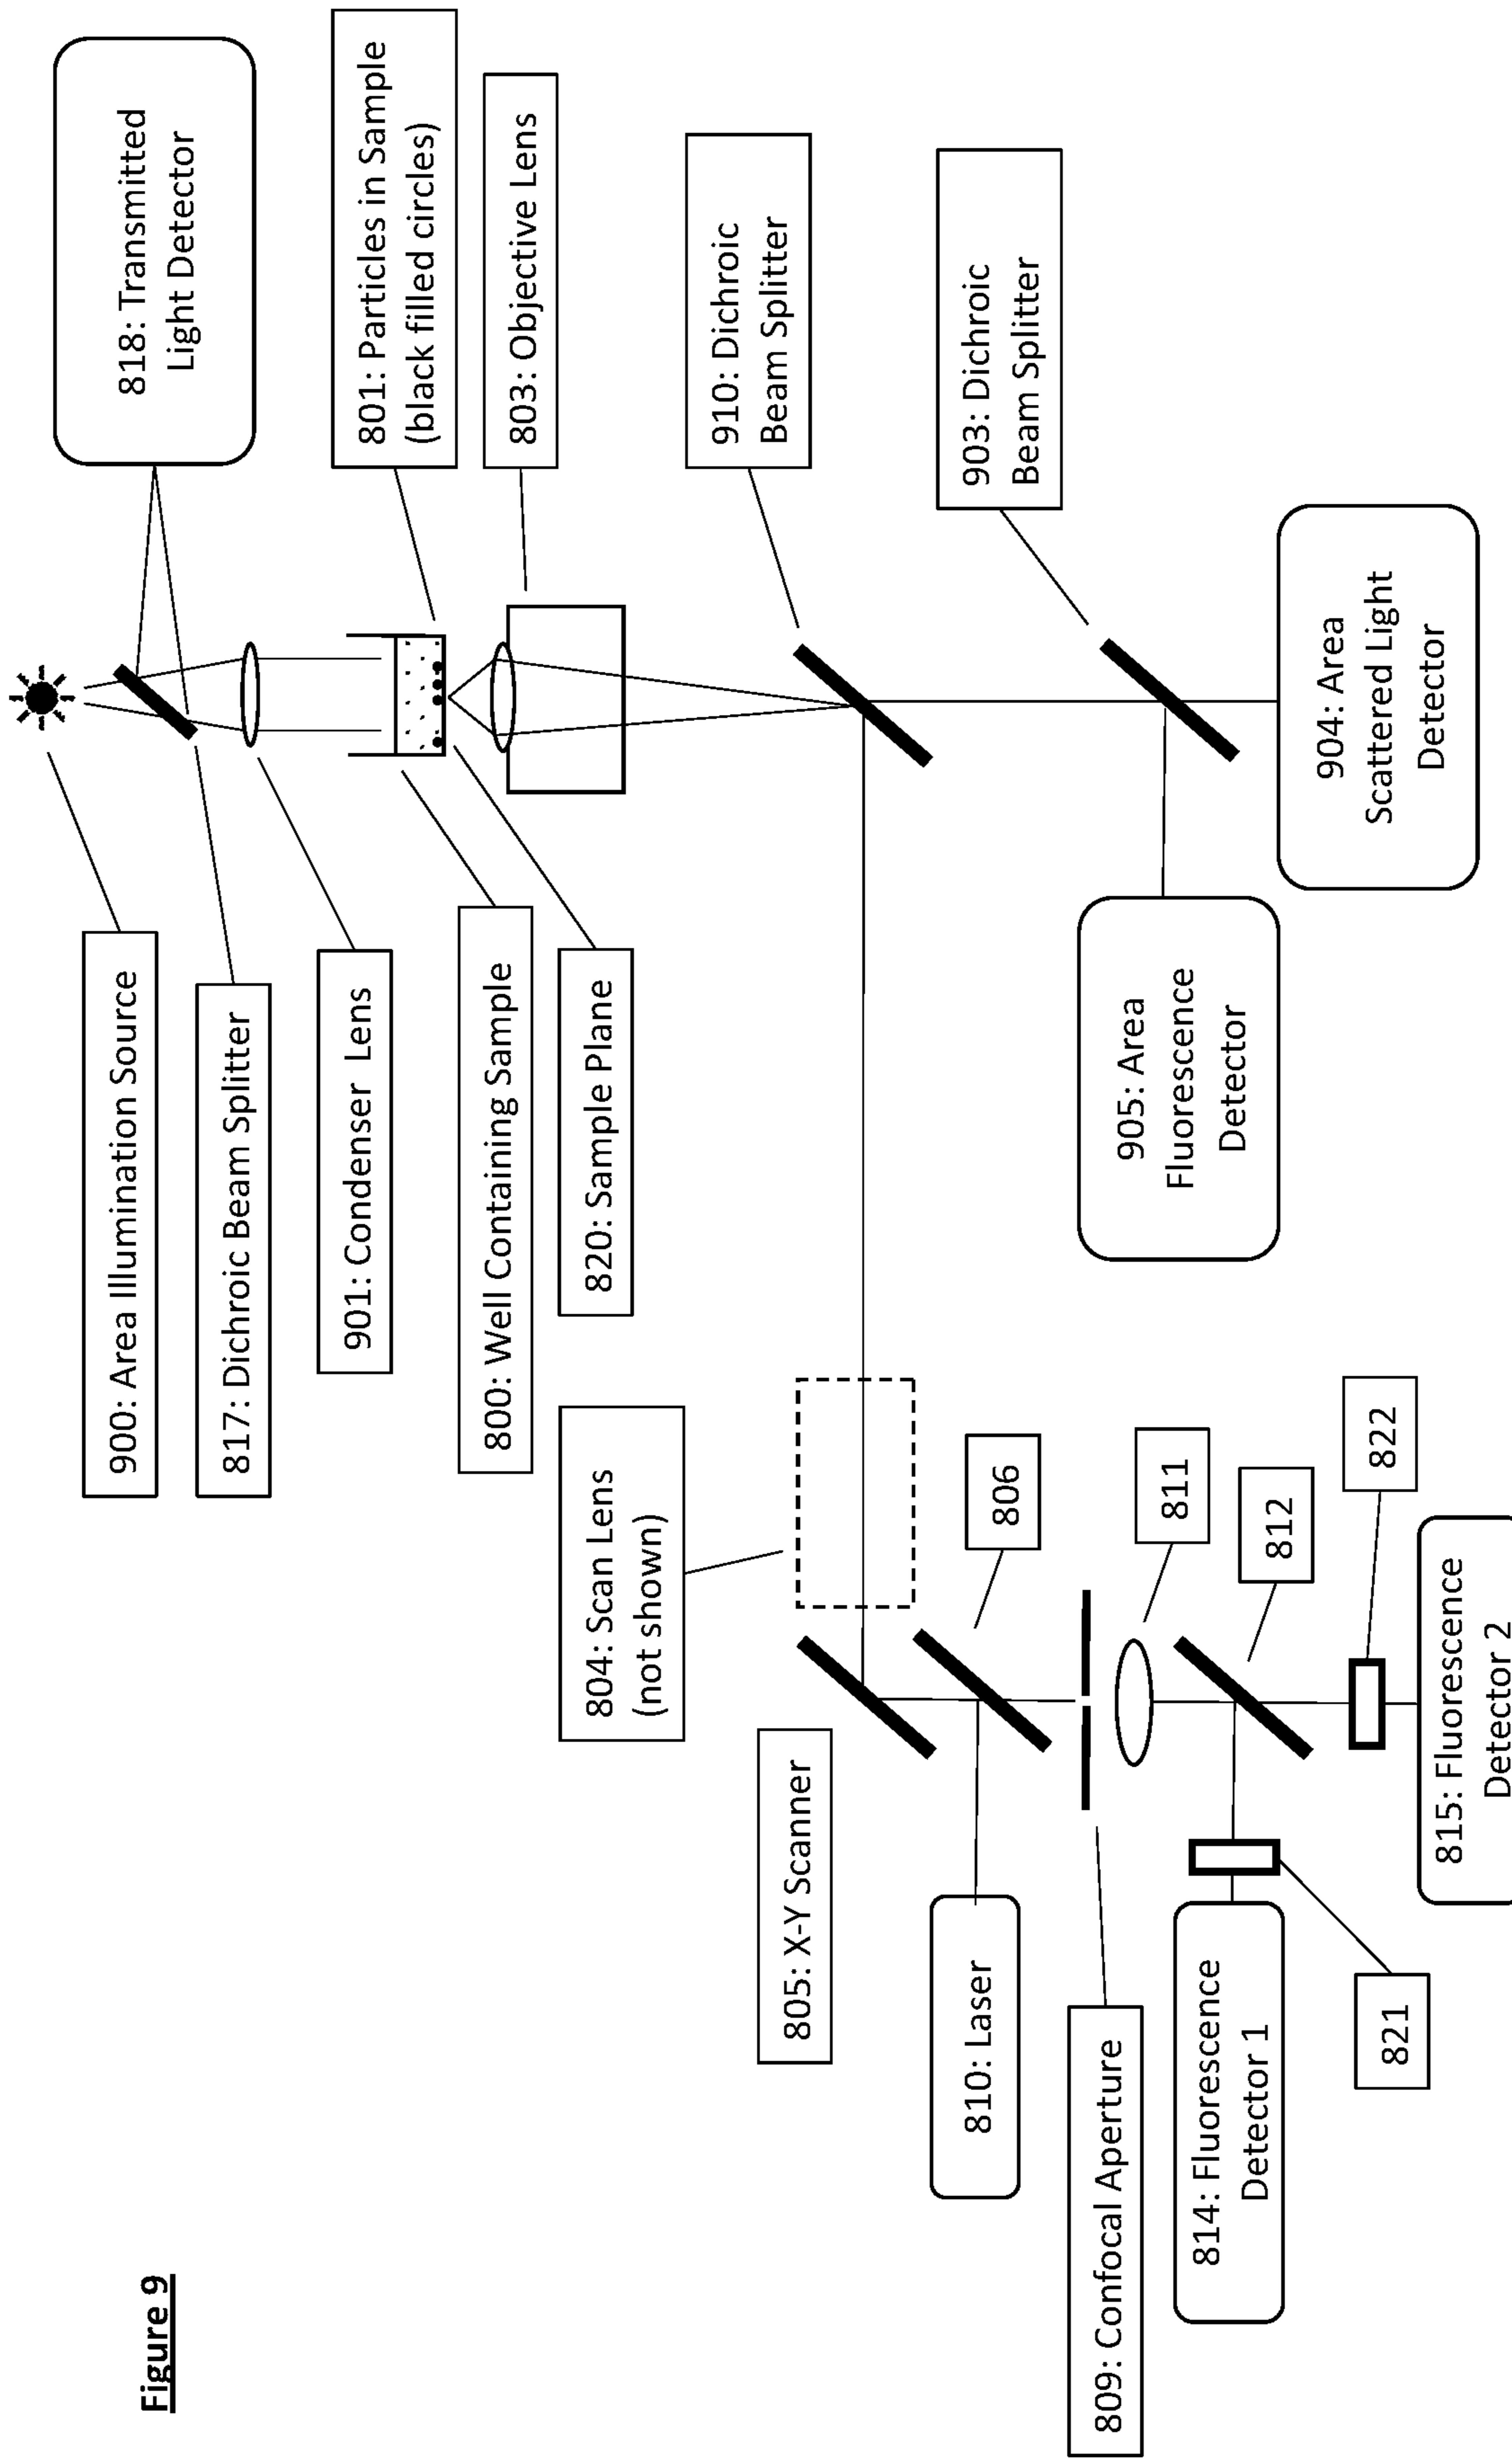 Figure 9
900: Area Illumination Source
817: Dichroic Beam Splitter
901: Condenser Lens
800: Well Containing Sample
820: Sample Plane
818: Transmitted
Light Detector
801: Particles in Sample
(black filled circles)
803: Objective Lens
910: Dichroic
Beam Splitter
903: Dichroic
Beam Splitter
804: Scan Lens
(not shown)
805: X-Y Scanner
806
810: Laser
809: Confocal Aperture
811
812
814: Fluorescence
Detector 1
821
822
815: Fluorescence
Detector 2
905: Area
Fluorescence
Detector
904: Area
Scattered Light
Detector